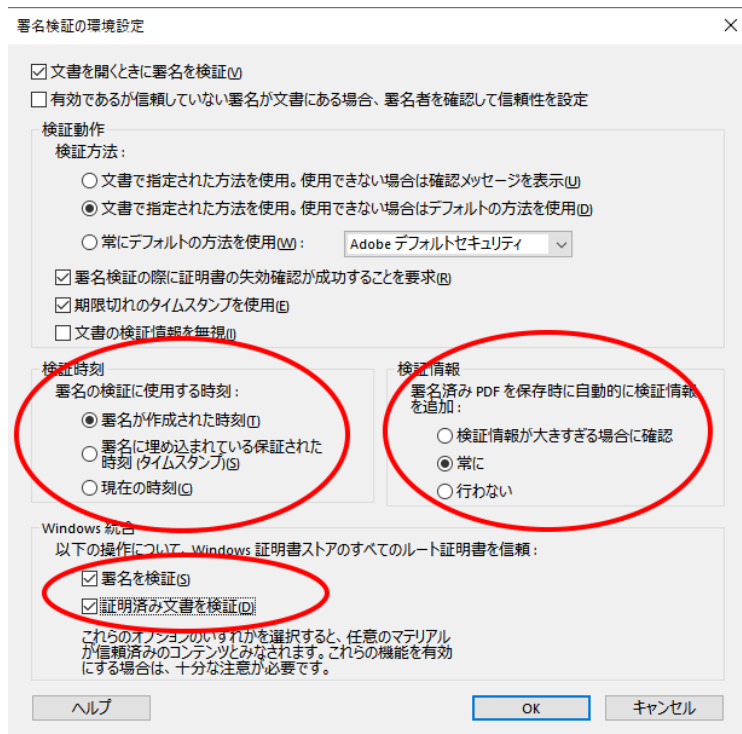 署名検証の環境設定
文書を開くときに署名を検証(V)
有効であるが信頼していない署名が文書にある場合、署名者を確認して信頼性を設定
検証動作
検証方法:
文書で指定された方法を使用。使用できない場合は確認メッセージを表示(U)
文書で指定された方法を使用。使用できない場合はデフォルトの方法を使用(D)
常にデフォルトの方法を使用(W): Adobe デフォルトセキュリティ
署名検証の際に証明書の失効確認が成功することを要求(R)
期限切れのタイムスタンプを使用(E)
文書の検証情報を無視(I)
検証時刻
署名の検証に使用する時刻:
署名が作成された時刻(T)
署名に埋め込まれている保証された
時刻 (タイムスタンプ)(S)
現在の時刻(C)
検証情報
署名済み PDF を保存時に自動的に検証情報
を追加:
検証情報が大きすぎる場合に確認
常に
行わない
Windows 統合
以下の操作について、Windows 証明書ストアのすべてのルート証明書を信頼:
署名を検証(S)
証明済み文書を検証(D)
これらのオプションのいずれかを選択すると、任意のマテリアル
が信頼済みのコンテンツとみなされます。これらの機能を有効
にする場合は、十分な注意が必要です。
ヘルプ
OK
キャンセル